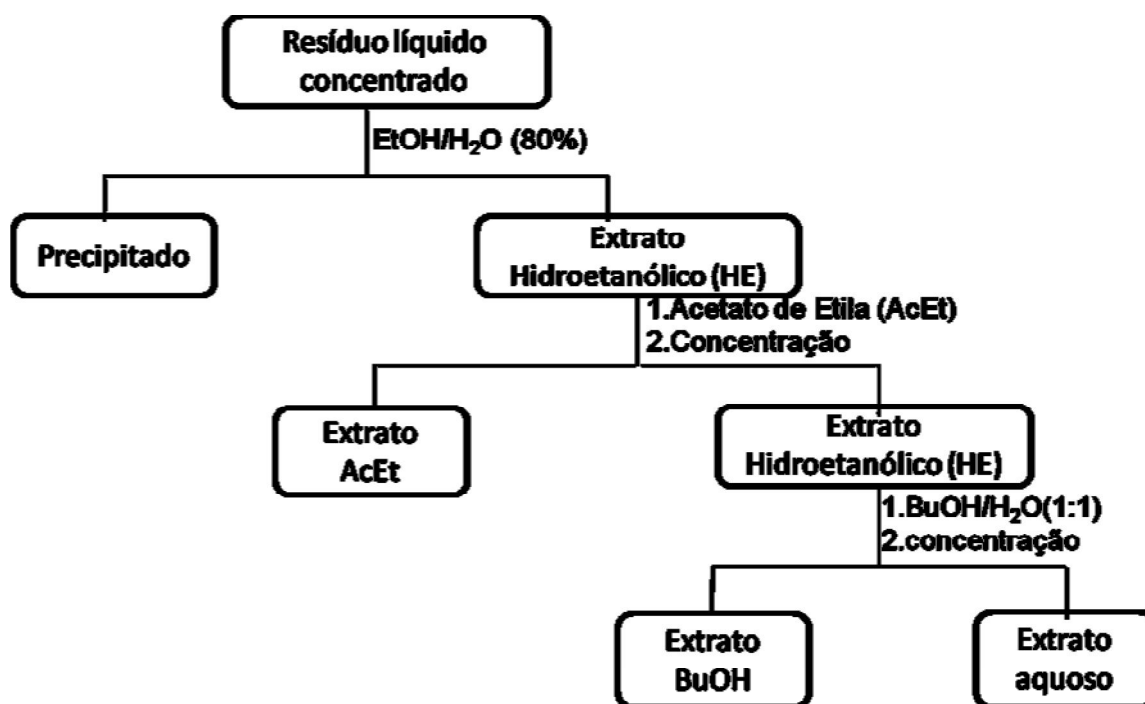 Resíduo líquido
concentrado
EtOH/H₂O (80%)
Precipitado
Extrato
Hidroetanólico (HE)
1.Acetato de Etila (AcEt)
2.Concentração
Extrato
AcEt
Extrato
Hidroetanólico (HE)
1.BuOH/H₂O(1:1)
2.concentração
Extrato
BuOH
Extrato
aquoso